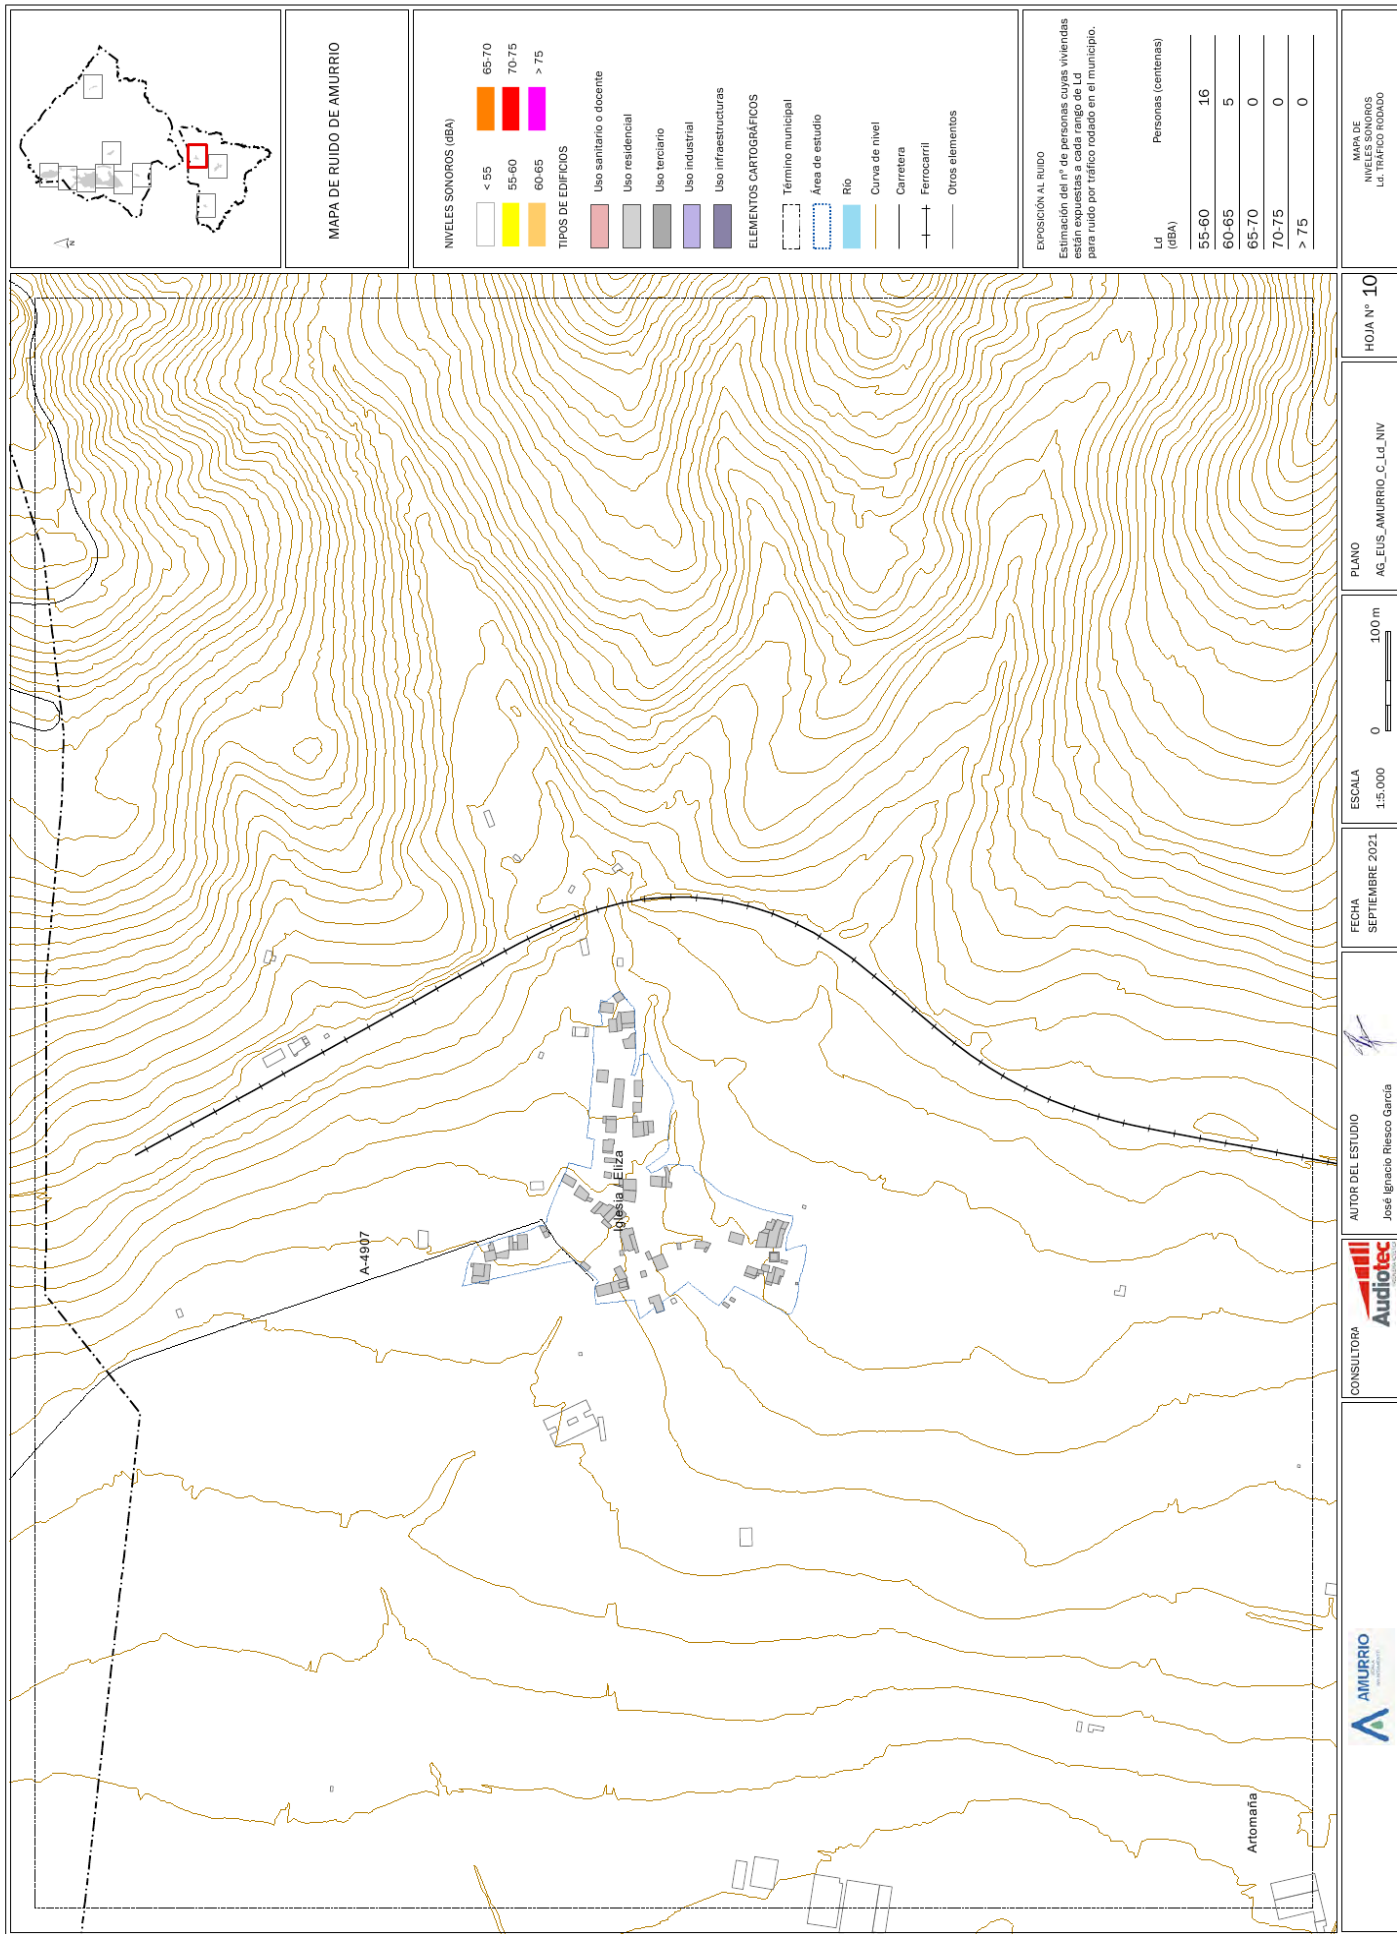 MAPA DE RUIDO DE AMURRIO
NIVELES SONOROS (dBA)
< 55
55-60
60-65
65-70
70-75
> 75
TIPOS DE EDIFICIOS
Uso sanitario o docente
Uso residencial
Uso terciario
Uso industrial
Uso infraestructuras
ELEMENTOS CARTOGRÁFICOS
Término municipal
Área de estudio
Río
Curva de nivel
Carretera
Ferrocarril
Otros elementos
EXPOSICIÓN AL RUIDO
Estimación del nº de personas cuyas viviendas
están expuestas a cada rango de Ld
para ruido por tráfico rodado en el municipio.
Ld Personas (centenas)
(dBA)
55-60 16
60-65 5
65-70 0
70-75 0
> 75 0
MAPA DE
NIVELES SONOROS
Ld. TRÁFICO RODADO
A-4907
Iglesia / Eliza
Artomaña
AMURRIO
CONSULTORA
Audiotec
AUTOR DEL ESTUDIO
José Ignacio Riesco García
FECHA
SEPTIEMBRE 2021
ESCALA
1:5.000
0 100 m
PLANO
AG_EUS_AMURRIO_C_Ld_NIV
HOJA Nº 10